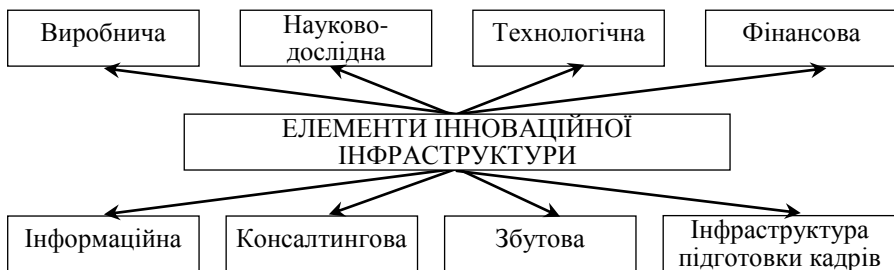 Виробнича
Науково-
дослідна
Технологічна
Фінансова
ЕЛЕМЕНТИ ІННОВАЦІЙНОЇ
ІНФРАСТРУКТУРИ
Інформаційна
Консалтингова
Збутова
Інфраструктура
підготовки кадрів